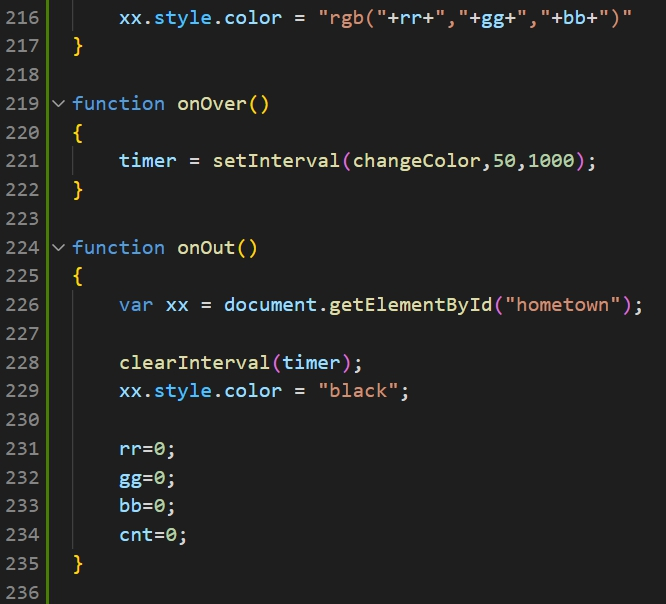 216 xx.style.color = "rgb("+rr+","+gg+","+bb+")"
217 }
218
219 function onOver()
220 {
221 timer = setInterval(changeColor,50,1000);
222 }
223
224 function onOut()
225 {
226 var xx = document.getElementById("hometown");
227
228 clearInterval(timer);
229 xx.style.color = "black";
230
231 rr=0;
232 gg=0;
233 bb=0;
234 cnt=0;
235 }
236